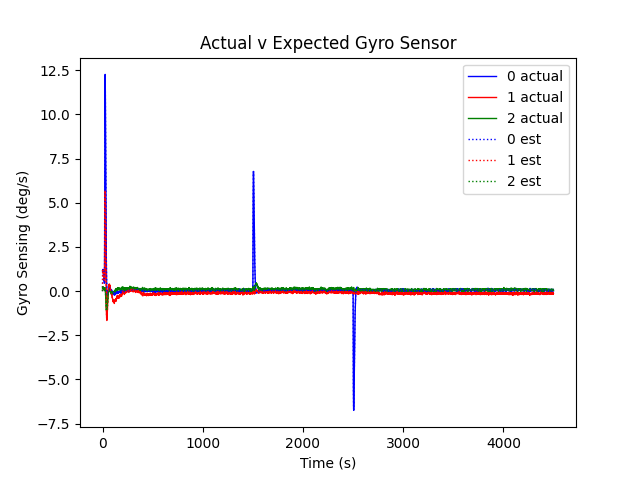 Actual v Expected Gyro Sensor
12.5
10.0
7.5
5.0
2.5
0.0
−2.5
−5.0
−7.5
Gyro Sensing (deg/s)
0 actual
1 actual
2 actual
0 est
1 est
2 est
0 1000 2000 3000 4000
Time (s)